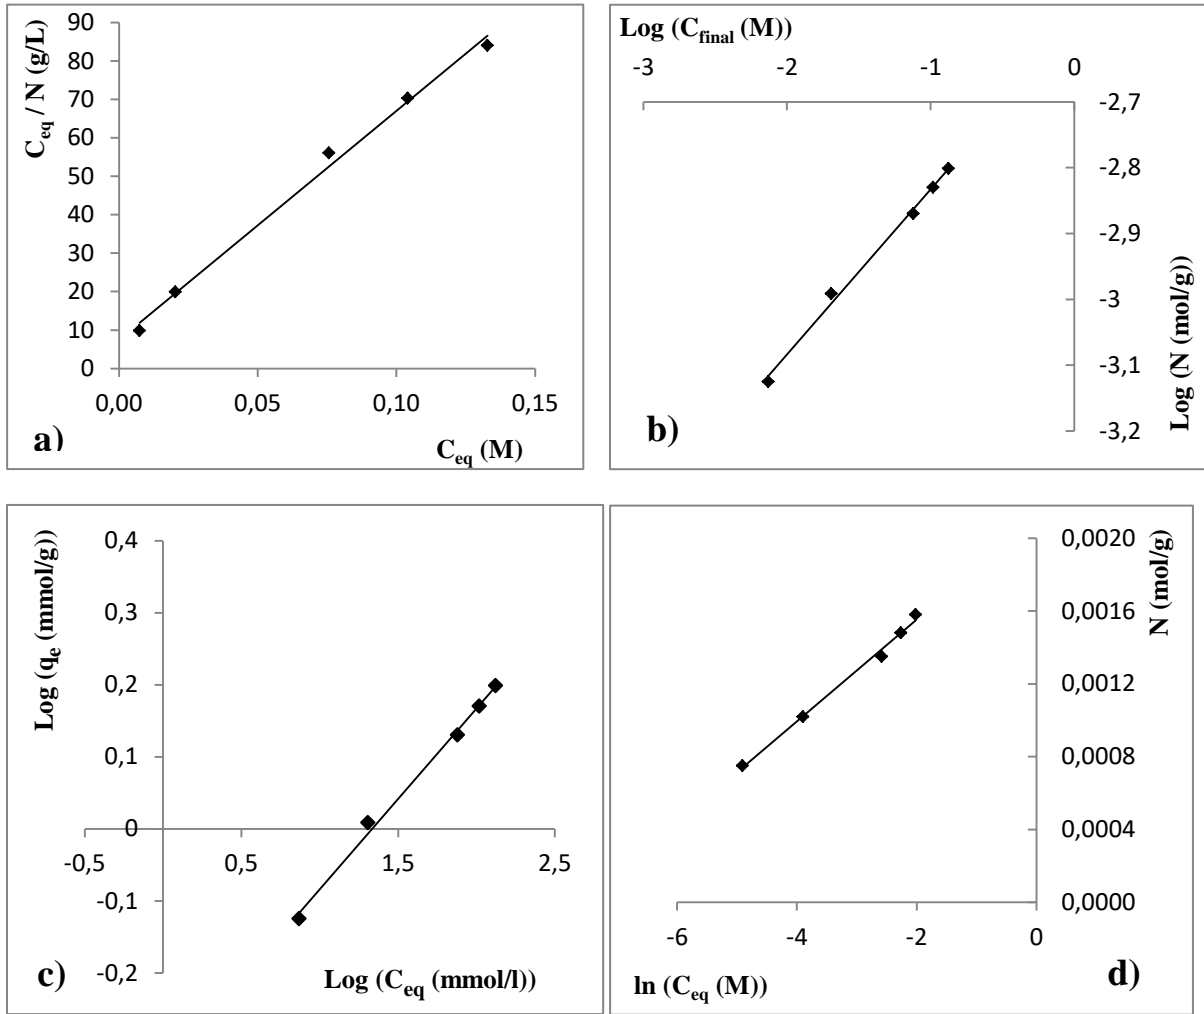 C_eq / N (g/L)
90
80
70
60
50
40
30
20
10
0
0,00 0,05 0,10 0,15
C_eq (M)
a)
Log (C_final (M))
-3 -2 -1 0
-2,7
-2,8
-2,9
-3
-3,1
-3,2
Log (N (mol/g))
b)
Log (q_e (mmol/g))
0,4
0,3
0,2
0,1
0
-0,1
-0,2
-0,5 0,5 1,5 2,5
Log (C_eq (mmol/l))
c)
0,0020
0,0016
0,0012
0,0008
0,0004
0,0000
N (mol/g)
-6 -4 -2 0
ln (C_eq (M))
d)